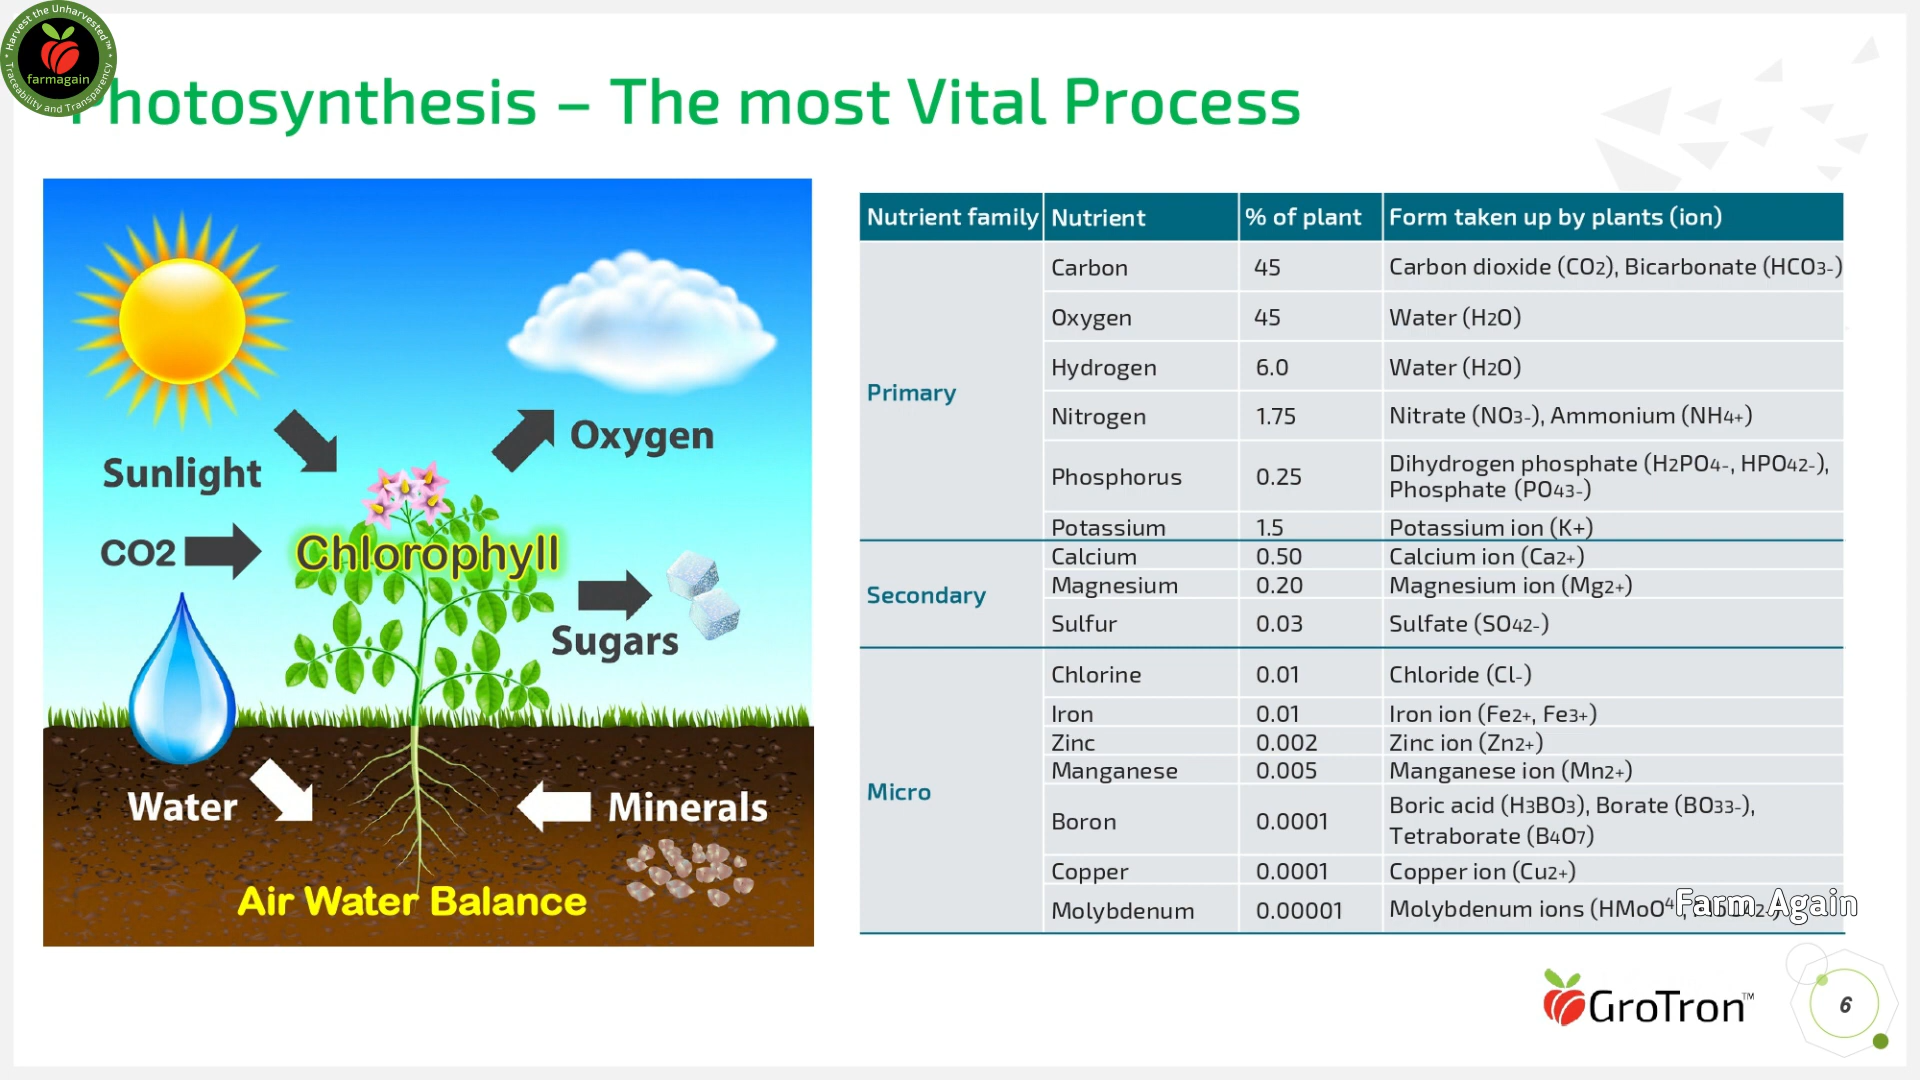 Harvest the Unharvested™
farmagain
Traceability and Transparency
Photosynthesis – The most Vital Process
Sunlight
Oxygen
CO2
Chlorophyll
Sugars
Water
Minerals
Air Water Balance
Nutrient family Nutrient % of plant Form taken up by plants (ion)
Primary
Carbon 45 Carbon dioxide (CO2), Bicarbonate (HCO3-)
Oxygen 45 Water (H2O)
Hydrogen 6.0 Water (H2O)
Nitrogen 1.75 Nitrate (NO3-), Ammonium (NH4+)
Phosphorus 0.25 Dihydrogen phosphate (H2PO4-, HPO42-),
Phosphate (PO43-)
Potassium 1.5 Potassium ion (K+)
Secondary
Calcium 0.50 Calcium ion (Ca2+)
Magnesium 0.20 Magnesium ion (Mg2+)
Sulfur 0.03 Sulfate (SO42-)
Micro
Chlorine 0.01 Chloride (Cl-)
Iron 0.01 Iron ion (Fe2+, Fe3+)
Zinc 0.002 Zinc ion (Zn2+)
Manganese 0.005 Manganese ion (Mn2+)
Boron 0.0001 Boric acid (H3BO3), Borate (BO33-),
Tetraborate (B4O7)
Copper 0.0001 Copper ion (Cu2+)
Molybdenum 0.00001 Molybdenum ions (HMoO4
Farm Again
GroTron™
6